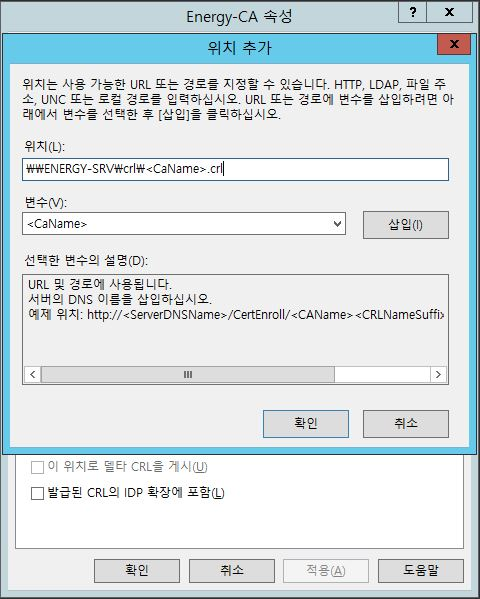 Energy-CA 속성
?
X
위치 추가
X
위치는 사용 가능한 URL 또는 경로를 지정할 수 있습니다. HTTP, LDAP, 파일 주
소, UNC 또는 로컬 경로를 입력하십시오. URL 또는 경로에 변수를 삽입하려면 아
래에서 변수를 선택한 후 [삽입]을 클릭하십시오.
위치(L):
₩₩ENERGY-SRV₩crl₩<CaName>.crl
변수(V):
<CaName>
삽입(I)
선택한 변수의 설명(D):
URL 및 경로에 사용됩니다.
서버의 DNS 이름을 삽입하십시오.
예제 위치: http://<ServerDNSName>/CertEnroll/<CAName><CRLNameSuffix
확인
취소
이 위치로 델타 CRL을 게시(U)
발급된 CRL의 IDP 확장에 포함(L)
확인
취소
적용(A)
도움말